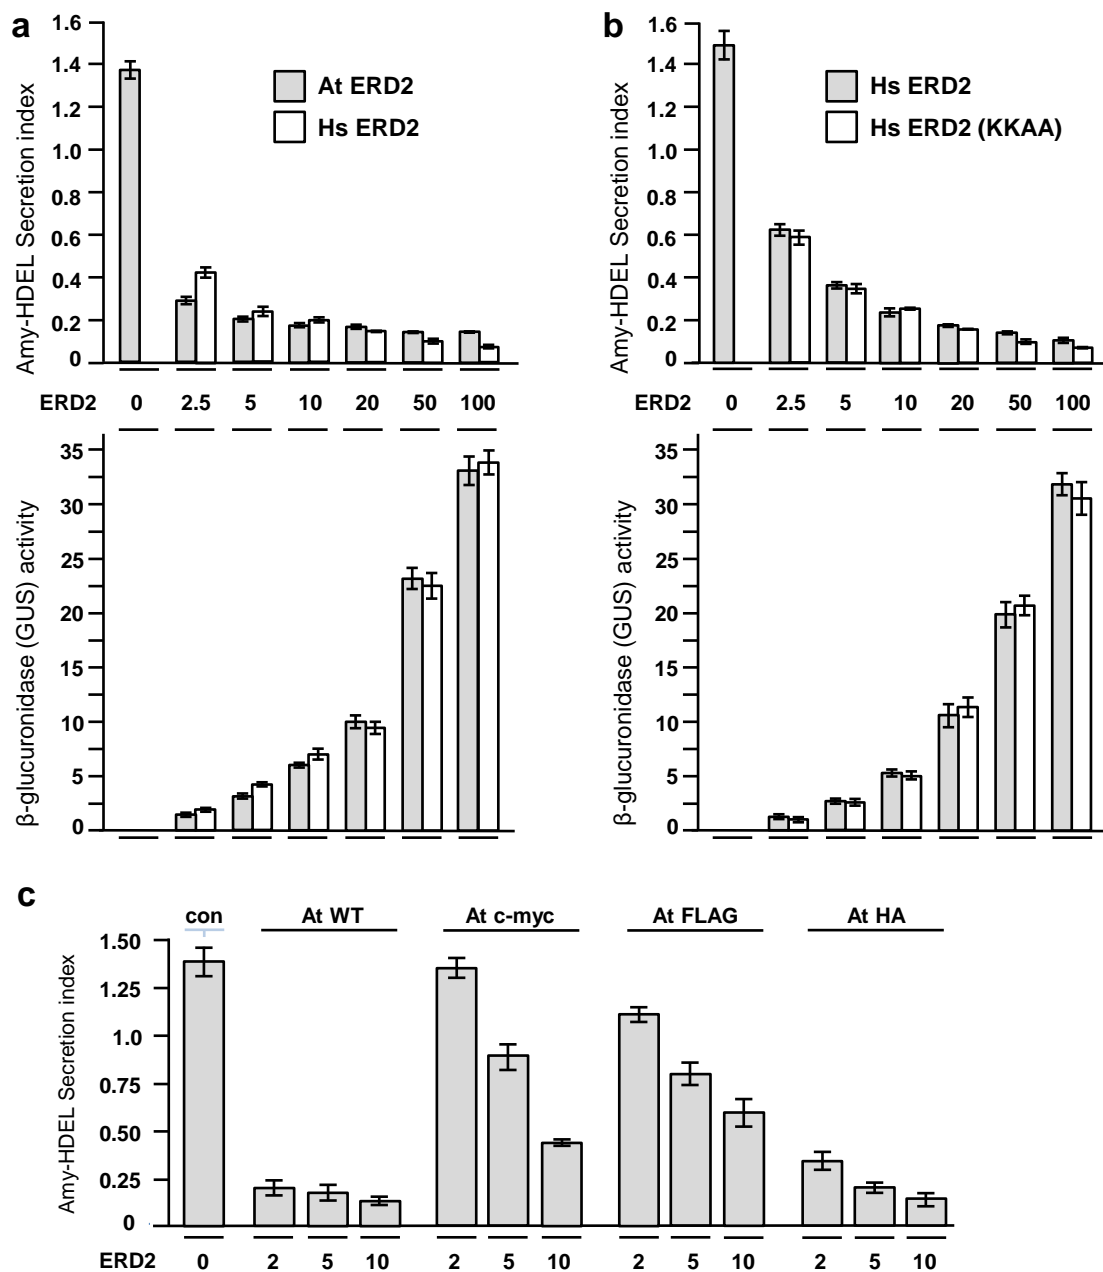 a
Amy-HDEL Secretion index
1.6
1.4
1.2
1.0
0.8
0.6
0.4
0.2
0
At ERD2
Hs ERD2
ERD2 0 2.5 5 10 20 50 100
β-glucuronidase (GUS) activity
35
30
25
20
15
10
5
0
b
Amy-HDEL Secretion index
1.6
1.4
1.2
1.0
0.8
0.6
0.4
0.2
0
Hs ERD2
Hs ERD2 (KKAA)
ERD2 0 2.5 5 10 20 50 100
β-glucuronidase (GUS) activity
35
30
25
20
15
10
5
0
c
con At WT At c-myc At FLAG At HA
Amy-HDEL Secretion index
1.50
1.25
1.0
0.75
0.50
0.25
0
ERD2 0 2 5 10 2 5 10 2 5 10 2 5 10